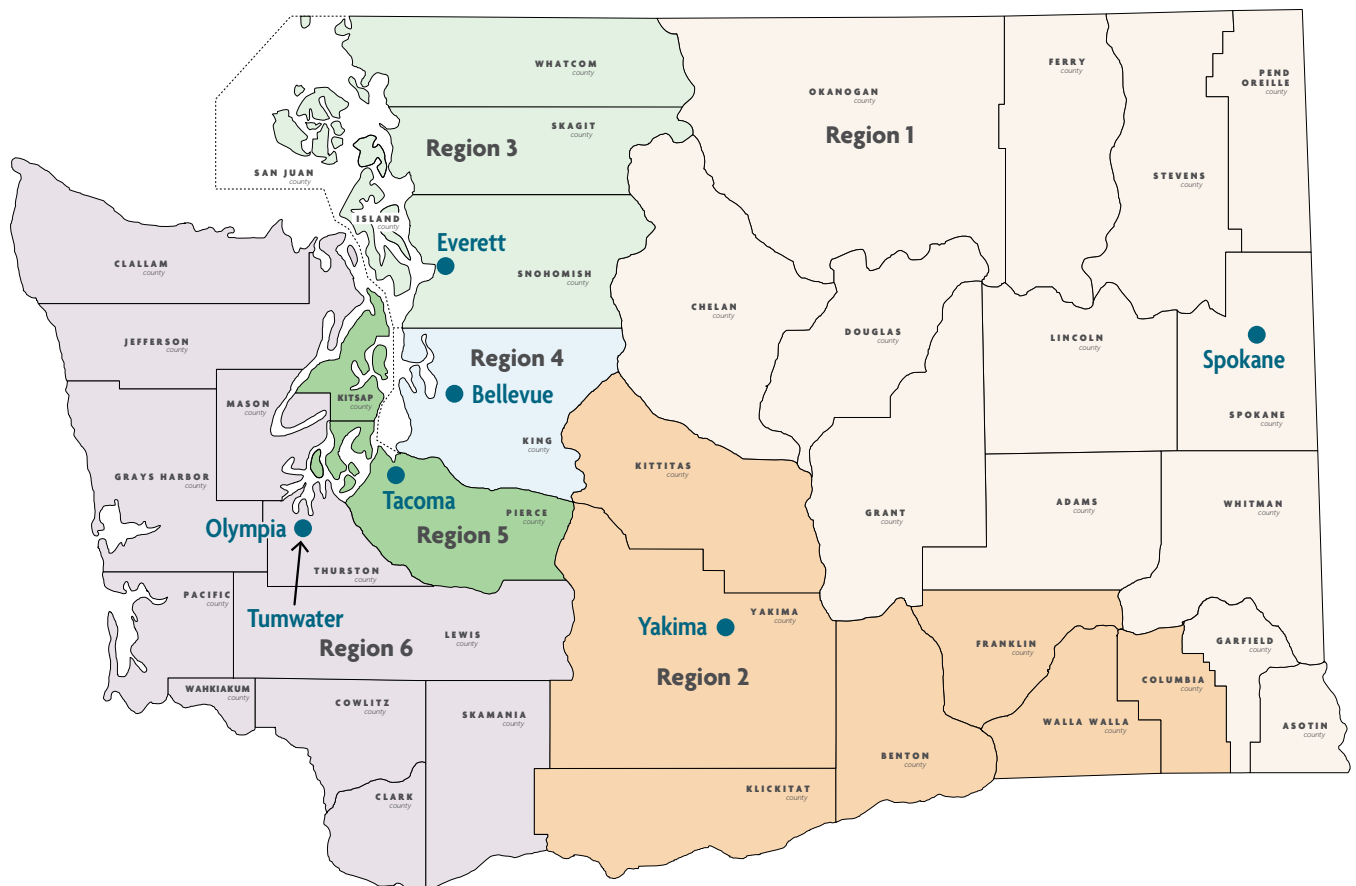 WHATCOM
county
SKAGIT
county
Region 3
SAN JUAN
county
ISLAND
county
Everett
SNOHOMISH
county
OKANOGAN
county
Region 1
FERRY
county
PEND
OREILLE
county
STEVENS
county
CLALLAM
county
JEFFERSON
county
CHELAN
county
DOUGLAS
county
LINCOLN
county
Spokane
SPOKANE
county
Region 4
Bellevue
KING
county
KITSAP
county
MASON
county
GRAYS HARBOR
county
Tacoma
PIERCE
county
Region 5
Olympia
THURSTON
county
Tumwater
KITTITAS
county
GRANT
county
ADAMS
county
WHITMAN
county
PACIFIC
county
LEWIS
county
Region 6
Yakima
YAKIMA
county
Region 2
FRANKLIN
county
GARFIELD
county
COLUMBIA
county
WALLA WALLA
county
ASOTIN
county
WAHKIAKUM
county
COWLITZ
county
SKAMANIA
county
BENTON
county
KLICKITAT
county
CLARK
county